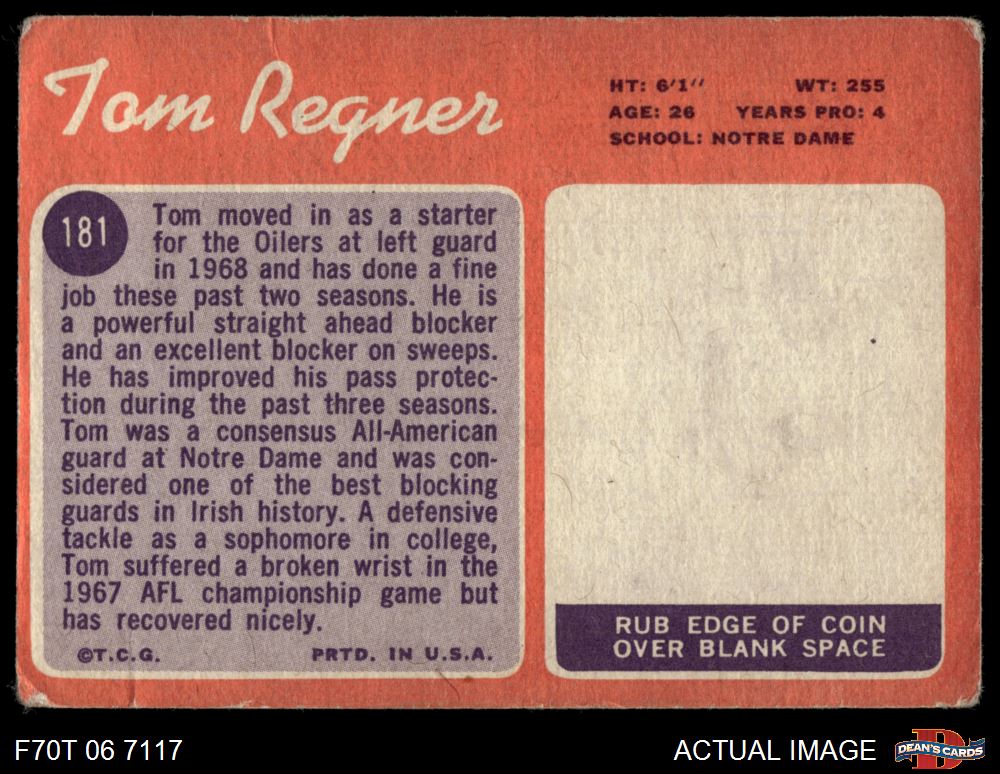 Tom Regner
HT: 6'1" WT: 255
AGE: 26 YEARS PRO: 4
SCHOOL: NOTRE DAME
181
Tom moved in as a starter
for the Oilers at left guard
in 1968 and has done a fine
job these past two seasons. He is
a powerful straight ahead blocker
and an excellent blocker on sweeps.
He has improved his pass protec-
tion during the past three seasons.
Tom was a consensus All-American
guard at Notre Dame and was con-
sidered one of the best blocking
guards in Irish history. A defensive
tackle as a sophomore in college,
Tom suffered a broken wrist in the
1967 AFL championship game but
has recovered nicely.
©T.C.G. PRTD. IN U.S.A.
RUB EDGE OF COIN
OVER BLANK SPACE
F70T 06 7117
ACTUAL IMAGE
D
DEAN'S CARDS